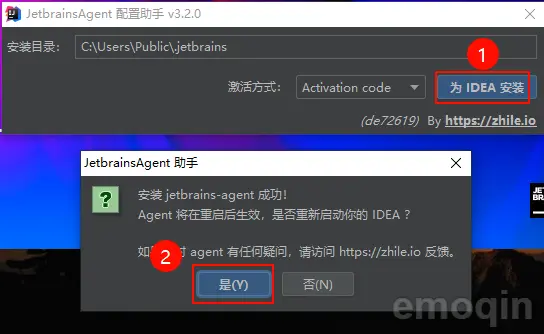 JetbrainsAgent 配置助手 v3.2.0
安装目录: C:\Users\Public\.jetbrains
1
激活方式: Activation code 为 IDEA 安装
(de72619) By https://zhile.io
JetbrainsAgent 助手
安装 jetbrains-agent 成功!
Agent 将在重启后生效，是否重新启动你的 IDEA ?
JET
BRAIN
如 对 agent 有任何疑问，请访问 https://zhile.io 反馈。
2
是(Y) 否(N)
emoqin